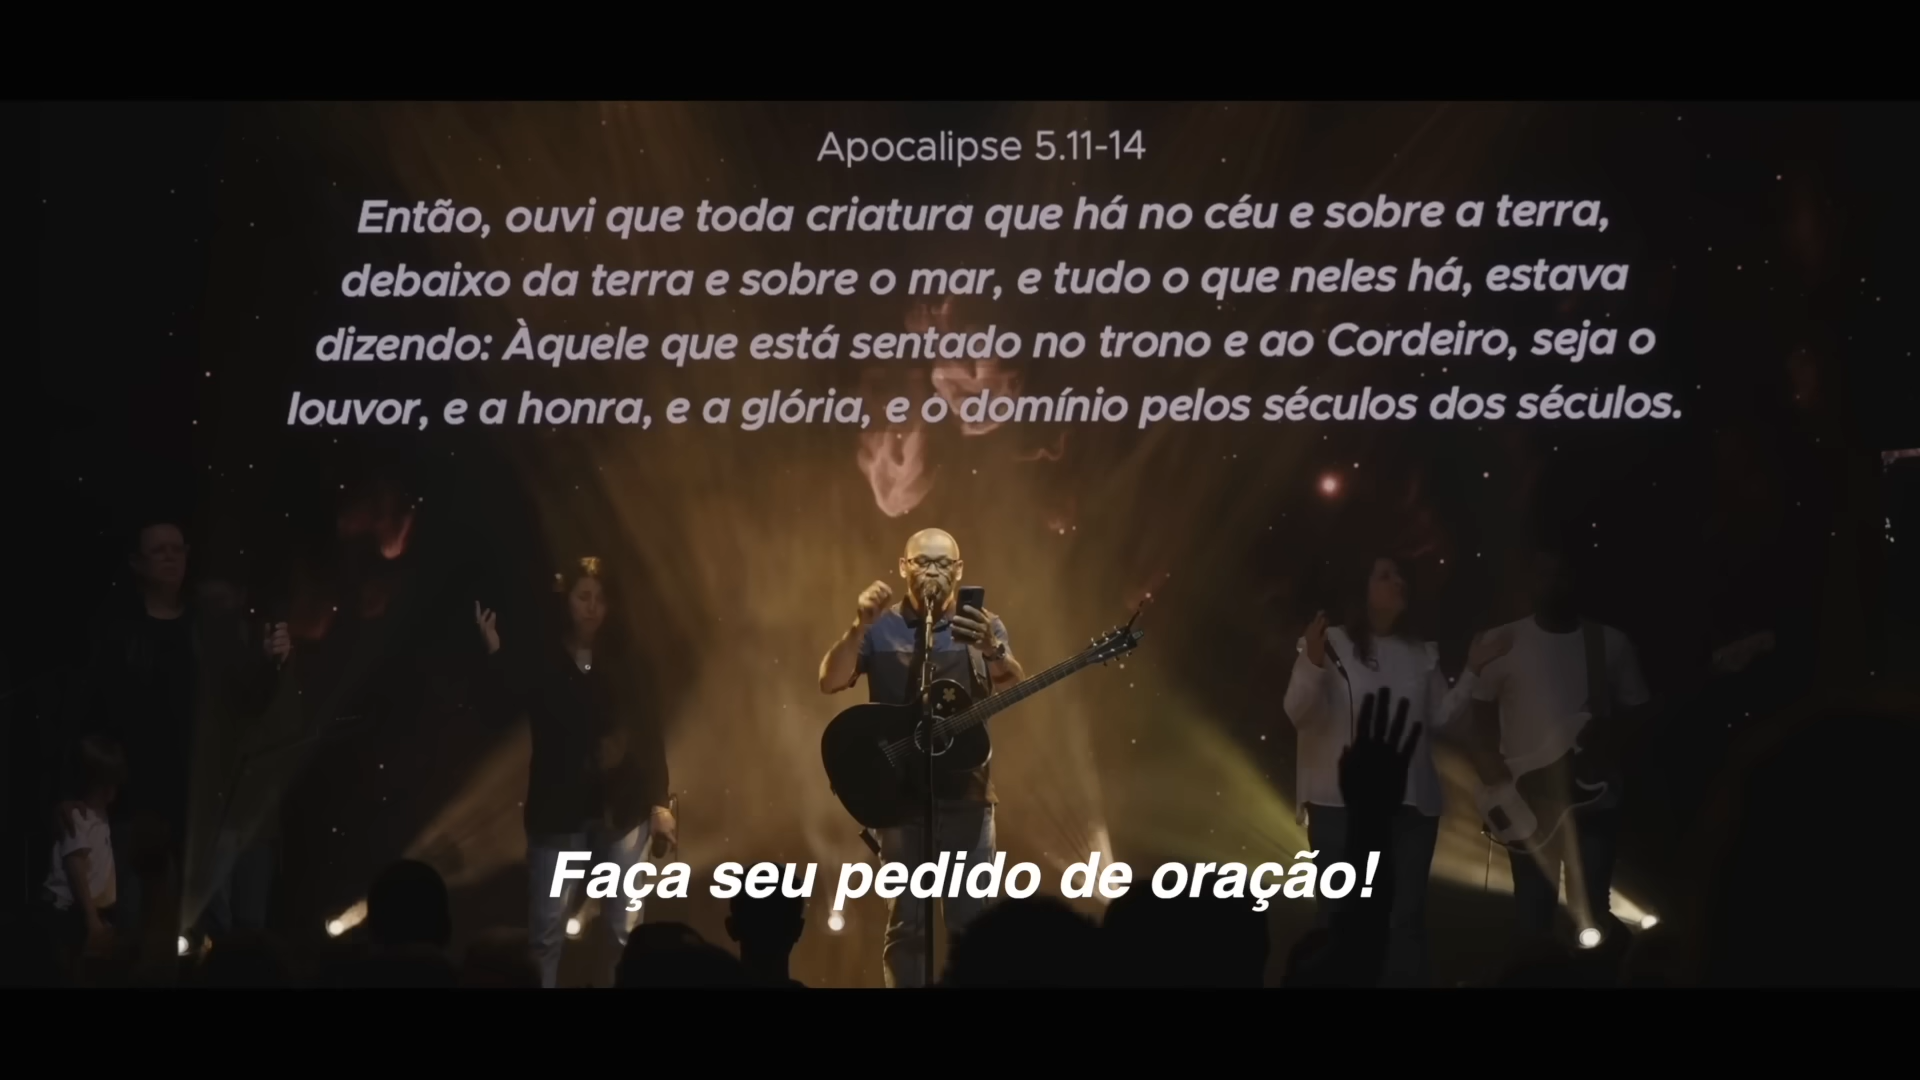 Apocalipse 5.11-14
Então, ouvi que toda criatura que há no céu e sobre a terra,
debaixo da terra e sobre o mar, e tudo o que neles há, estava
dizendo: Àquele que está sentado no trono e ao Cordeiro, seja o
louvor, e a honra, e a glória, e o domínio pelos séculos dos séculos.
Faça seu pedido de oração!